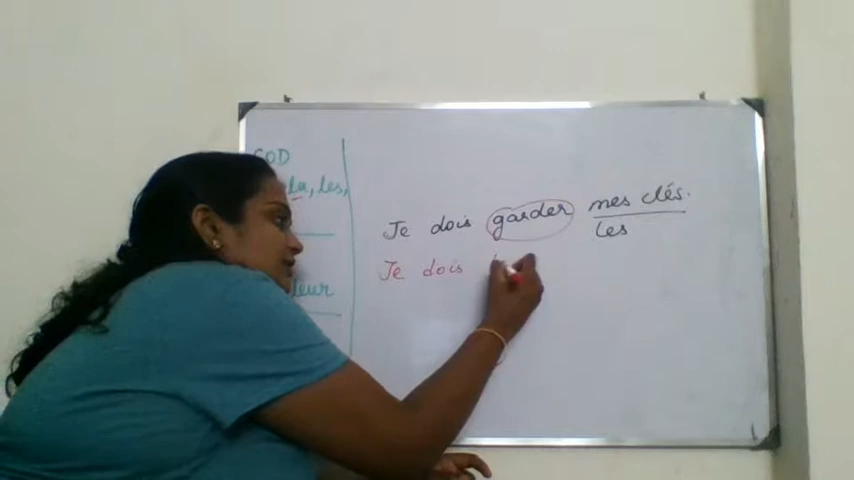 COD
la, les,
leur
Je dois garder mes clés.
les
Je dois